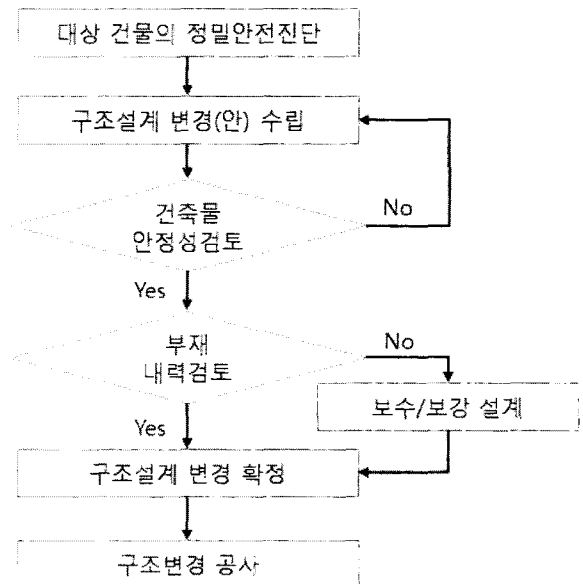 대상 건물의 정밀안전진단
구조설계 변경(안) 수립
건축물
안정성검토
No
Yes
부재
내력검토
No
보수/보강 설계
Yes
구조설계 변경 확정
구조변경 공사